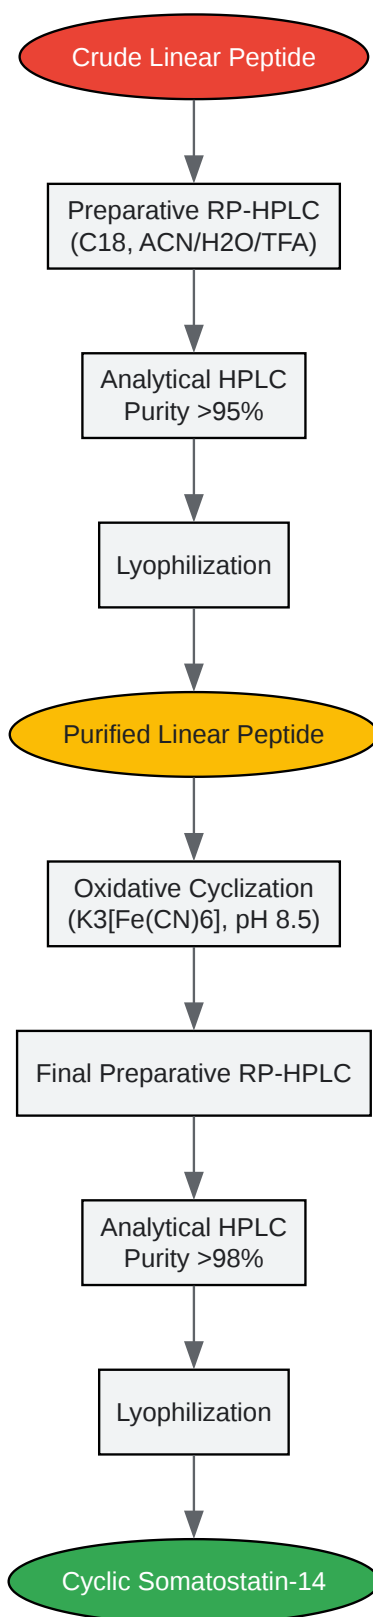 Crude Linear Peptide
Preparative RP-HPLC
(C18, ACN/H2O/TFA)
Analytical HPLC
Purity >95%
Lyophilization
Purified Linear Peptide
Oxidative Cyclization
(K3[Fe(CN)6], pH 8.5)
Final Preparative RP-HPLC
Analytical HPLC
Purity >98%
Lyophilization
Cyclic Somatostatin-14